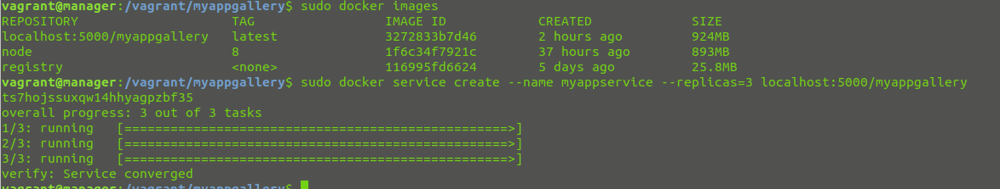 vagrant@manager:/vagrant/myappgallery$ sudo docker images
REPOSITORY TAG IMAGE ID CREATED SIZE
localhost:5000/myappgallery latest 3272833b7d46 2 hours ago 924MB
node 8 1f6c34f7921c 37 hours ago 893MB
registry <none> 116995fd6624 5 days ago 25.8MB
vagrant@manager:/vagrant/myappgallery$ sudo docker service create --name myappservice --replicas=3 localhost:5000/myappgallery
ts7hojssuxqw14hhyagpzbf35
overall progress: 3 out of 3 tasks
1/3: running [==================================================>]
2/3: running [==================================================>]
3/3: running [==================================================>]
verify: Service converged
vagrant@manager:/vagrant/myappgallery$